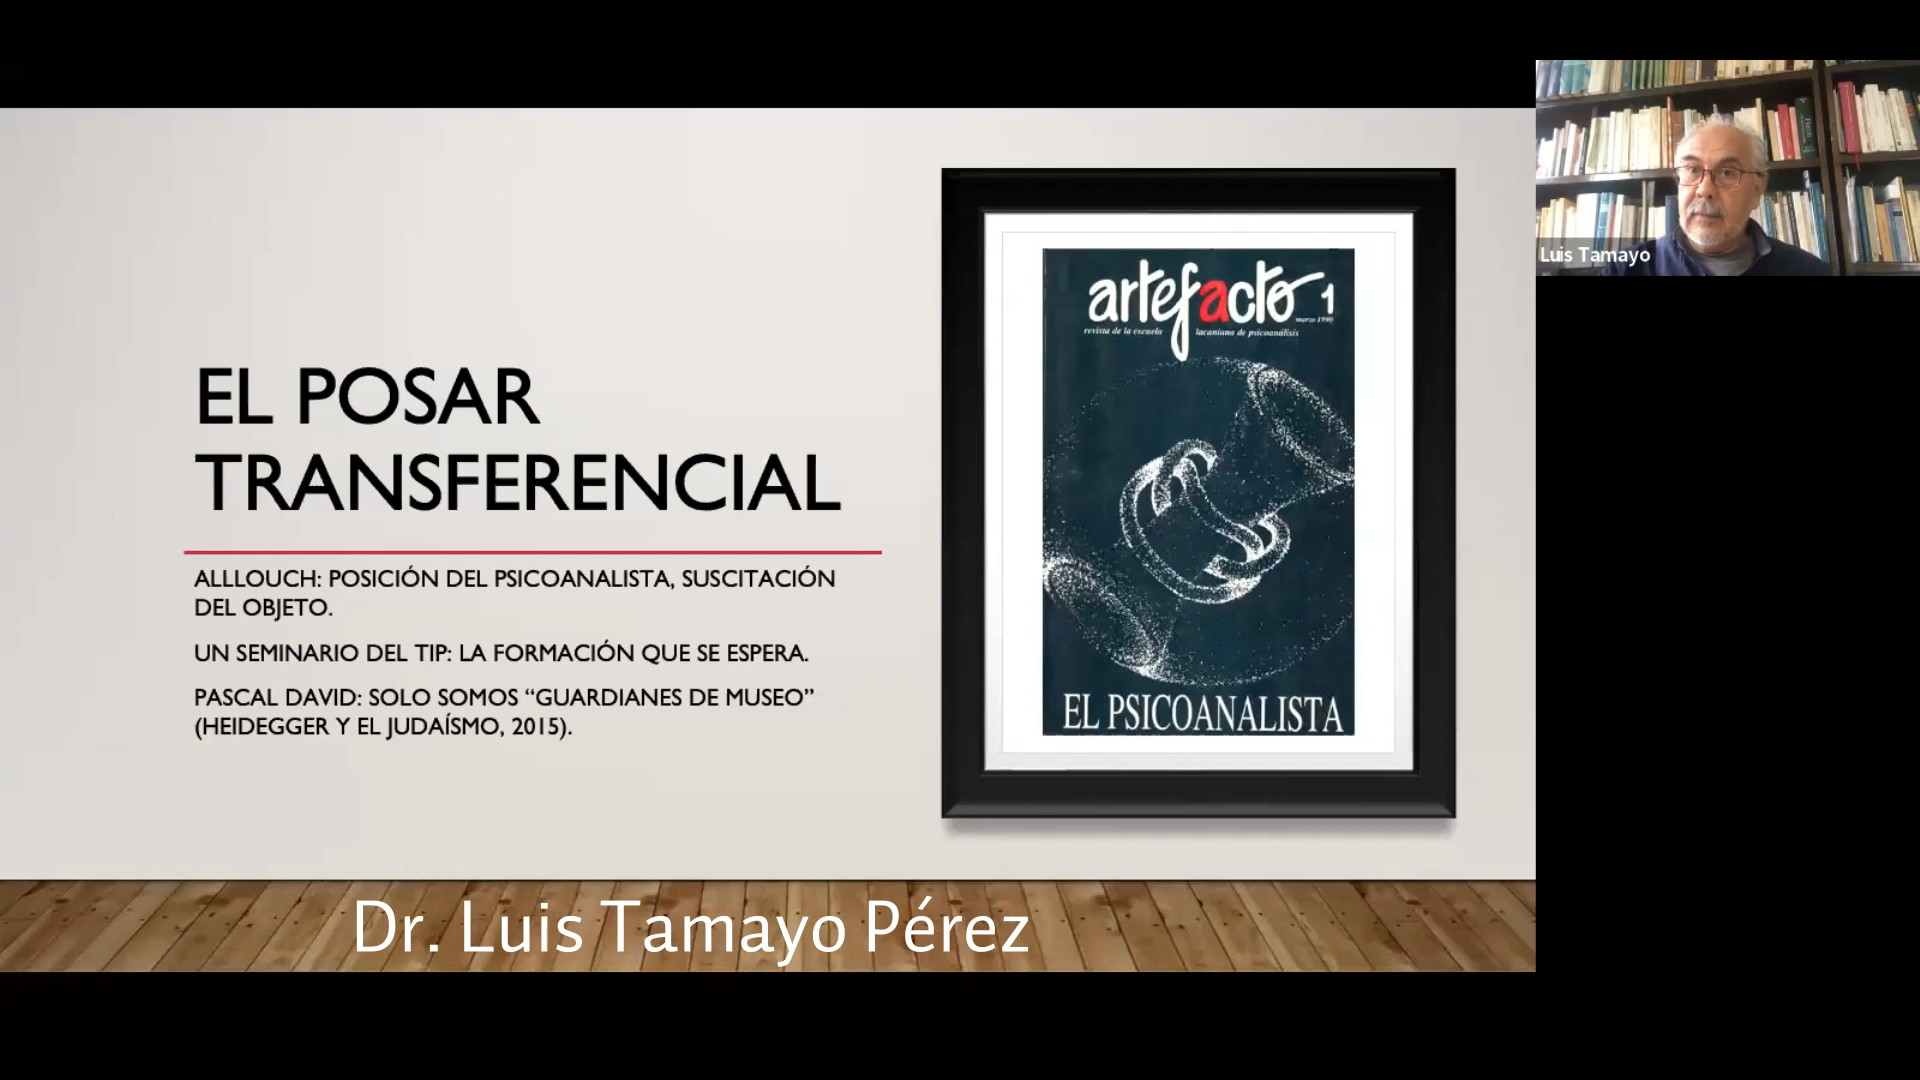 EL POSAR
TRANSFERENCIAL
ALLLOUCH: POSICIÓN DEL PSICOANALISTA, SUSCITACIÓN
DEL OBJETO.
UN SEMINARIO DEL TIP: LA FORMACIÓN QUE SE ESPERA.
PASCAL DAVID: SOLO SOMOS “GUARDIANES DE MUSEO”
(HEIDEGGER Y EL JUDAÍSMO, 2015).
artefacto 1
marzo 1990
revista de la escuela lacaniana de psicoanálisis
EL PSICOANALISTA
Dr. Luis Tamayo Pérez
Luis Tamayo